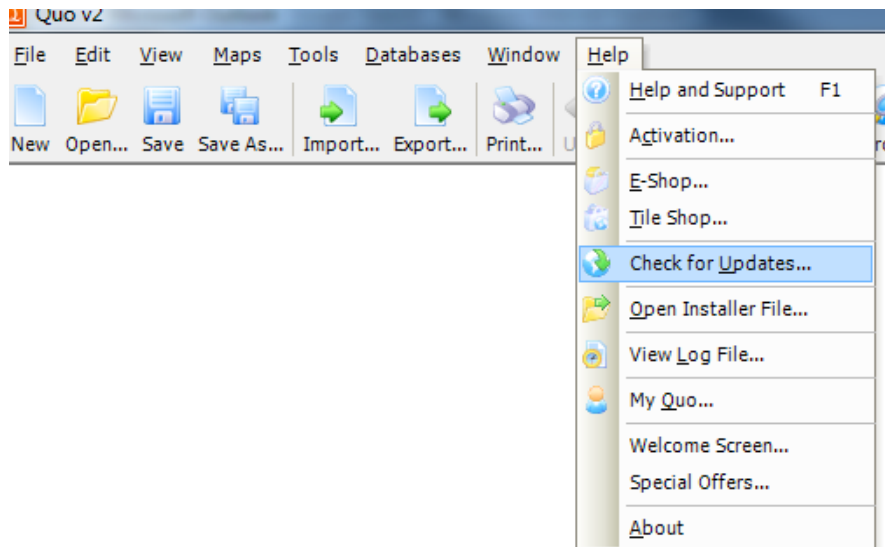 Quo v2
File Edit View Maps Tools Databases Window Help
New Open... Save Save As... Import... Export... Print...
Help and Support F1
Activation...
E-Shop...
Tile Shop...
Check for Updates...
Open Installer File...
View Log File...
My Quo...
Welcome Screen...
Special Offers...
About